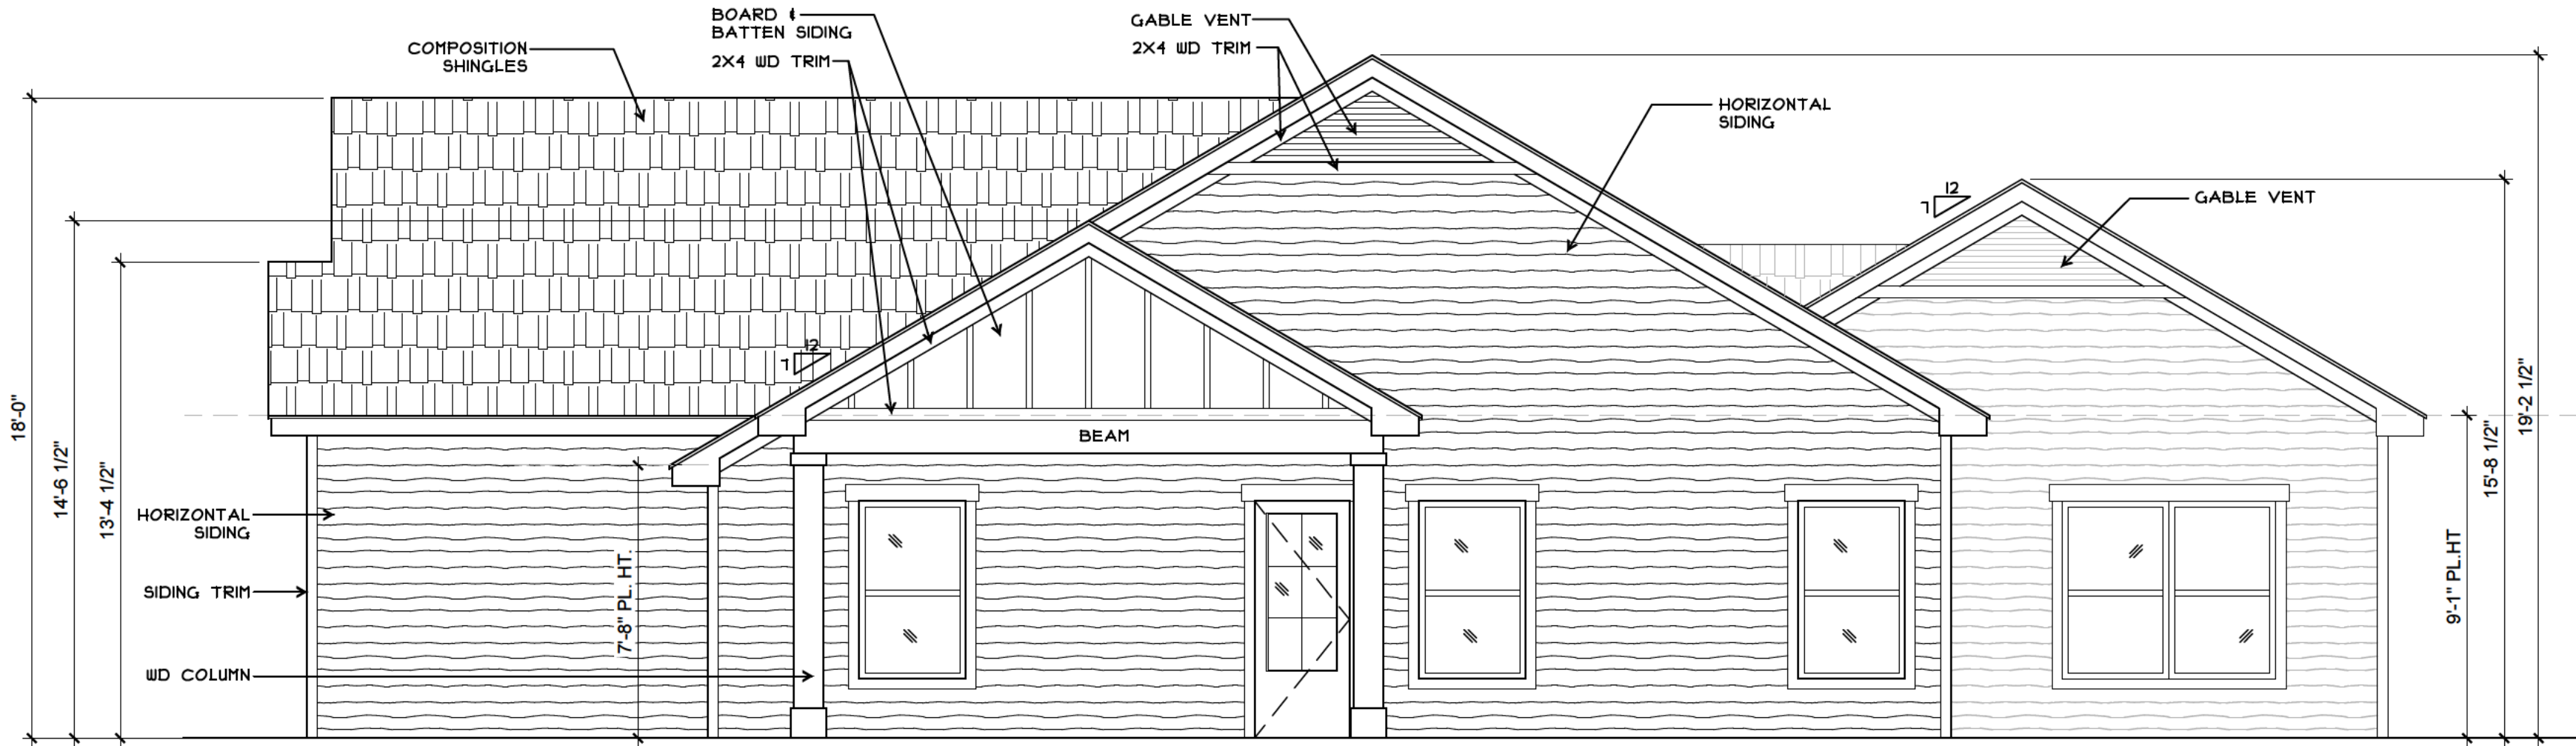 BOARD &
BATTEN SIDING
2X4 WD TRIM
COMPOSITION
SHINGLES
GABLE VENT
2X4 WD TRIM
HORIZONTAL
SIDING
12
7
GABLE VENT
12
7
BEAM
HORIZONTAL
SIDING
SIDING TRIM
WD COLUMN
18'-0"
14'-6 1/2"
13'-4 1/2"
7'-8" PL. HT.
9'-1" PL.HT
15'-8 1/2"
19'-2 1/2"